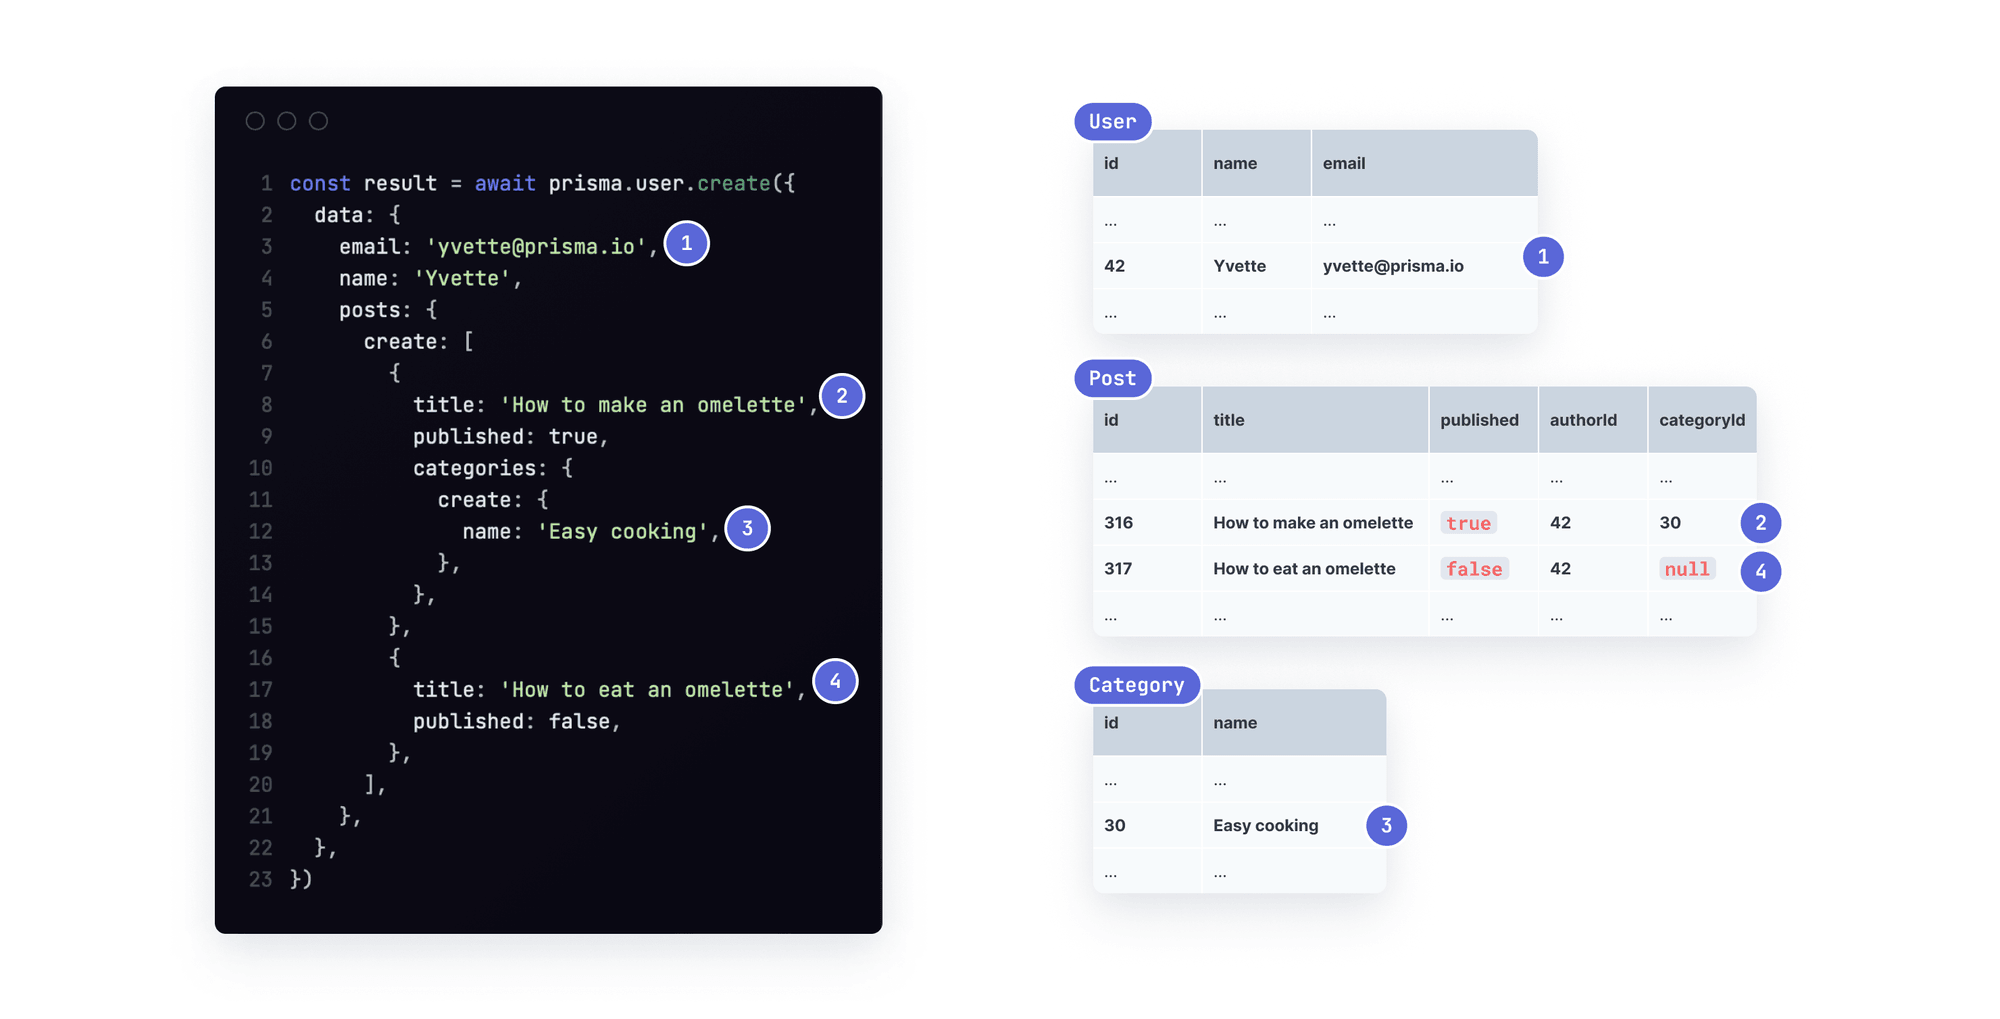 1 const result = await prisma.user.create({
2 data: {
3 email: 'yvette@prisma.io', 1
4 name: 'Yvette',
5 posts: {
6 create: [
7 {
8 title: 'How to make an omelette', 2
9 published: true,
10 categories: {
11 create: {
12 name: 'Easy cooking', 3
13 },
14 },
15 },
16 {
17 title: 'How to eat an omelette', 4
18 published: false,
19 },
20 ],
21 },
22 },
23 })
User
id name email
... ... ...
42 Yvette yvette@prisma.io 1
... ... ...
Post
id title published authorId categoryId
... ... ... ... ...
316 How to make an omelette true 42 30 2
317 How to eat an omelette false 42 null 4
... ... ... ... ...
Category
id name
... ...
30 Easy cooking 3
... ...